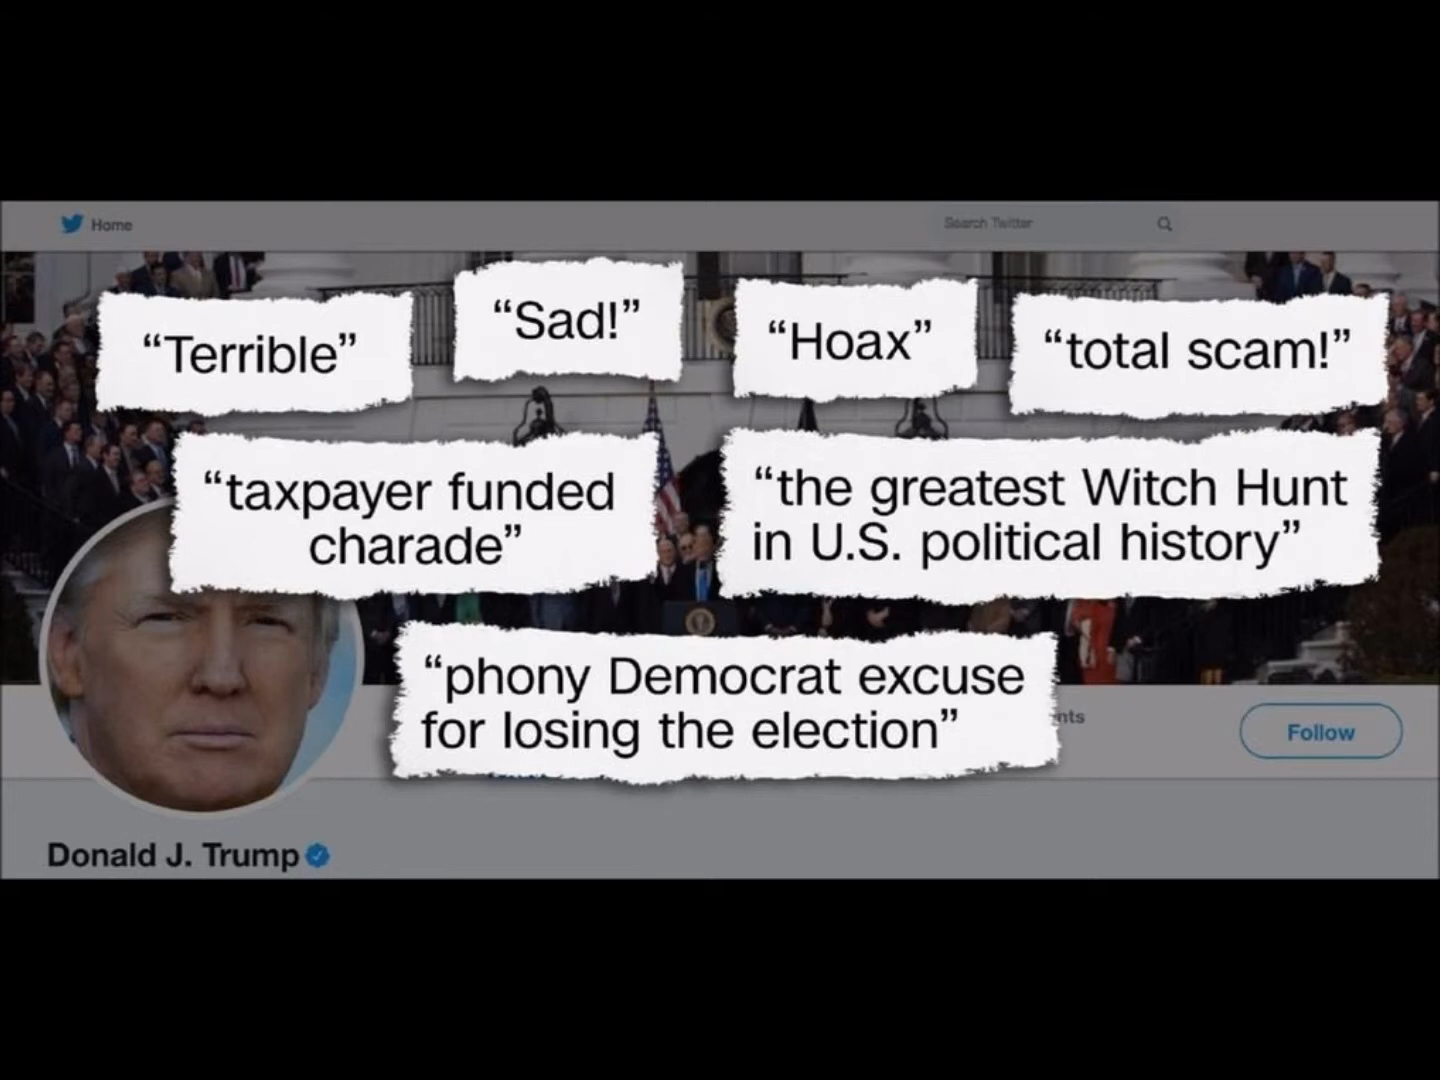 Home
Search Twitter
“Terrible”
“Sad!”
“Hoax”
“total scam!”
“taxpayer funded
charade”
“the greatest Witch Hunt
in U.S. political history”
“phony Democrat excuse
for losing the election”
nts
Follow
Donald J. Trump